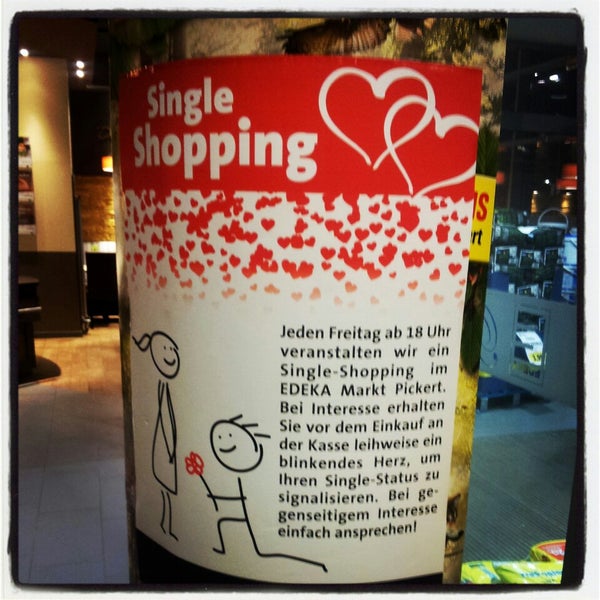 Single
Shopping
Jeden Freitag ab 18 Uhr
veranstalten wir ein
Single-Shopping im
EDEKA Markt Pickert.
Bei Interesse erhalten
Sie vor dem Einkauf an
der Kasse leihweise ein
blinkendes Herz, um
Ihren Single-Status zu
signalisieren. Bei ge-
genseitigem Interesse
einfach ansprechen!